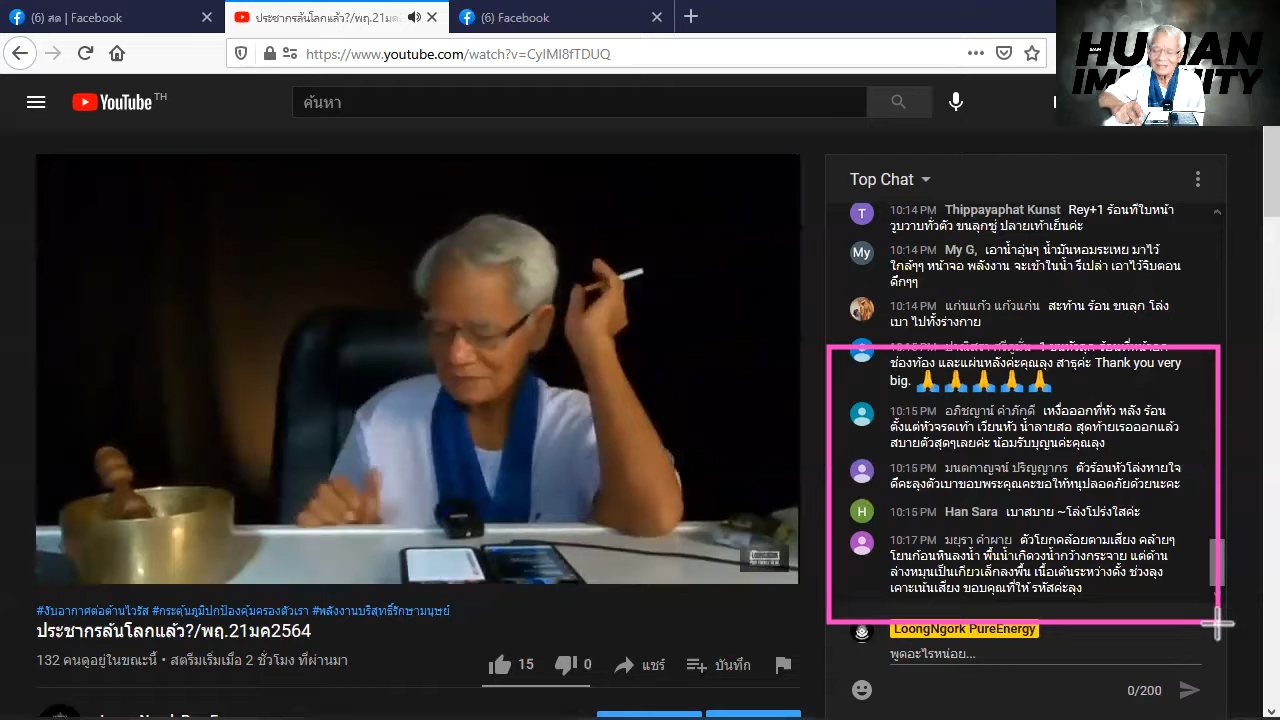 (6) สด | Facebook
ประชากรล้นโลกแล้ว?/พฤ.21มค
(6) Facebook
https://www.youtube.com/watch?v=CyIMl8fTDUQ
HUMAN
IMMUNITY
YouTube TH
ค้นหา
Top Chat
T
10:14 PM Thippayaphat Kunst Rey+1 ร้อนที่ใบหน้า
วูบวาบทั่วตัว ขนลุกซู่ ปลายเท้าเย็นค่ะ
My
10:14 PM My G, เอาน้ำอุ่นๆ น้ำมันหอมระเหย มาไว้
ใกล้ๆๆ หน้าจอ พลังงาน จะเข้าในน้ำ รึเปล่า เอาไว้จิบตอน
ดึกๆๆ
10:14 PM แก่นแก้ว แก้วแก่น สะท้าน ร้อน ขนลุก โล่ง
เบา ไปทั้งร่างกาย
ช่องท้อง และแผ่นหลังค่ะคุณลุง สาธุค่ะ Thank you very
big. 🙏🙏🙏🙏🙏
10:15 PM อภิชญาน์ คำภักดี เหงื่อออกที่หัว หลัง ร้อน
ตั้งแต่หัวจรดเท้า เวียนหัว น้ำลายสอ สุดท้ายเรอออกแล้ว
สบายตัวสุดๆเลยค่ะ น้อมรับบุญค่ะคุณลุง
10:15 PM มนตกาญจน์ ปริญญากร ตัวร้อนหัวโล่งหายใจ
ดีคะลุงตัวเบาขอบพระคุณคะขอให้หนุปลอดภัยด้วยนะคะ
H
10:15 PM Han Sara เบาสบาย ~โล่งโปร่งใสค่ะ
10:17 PM มยุรา คำผาย ตัวโยกคล้อยตามเสียง คล้ายๆ
โยนก้อนหินลงน้ำ พื้นน้ำเกิดวงน้ำกว้างกระจาย แต่ด้าน
ล่างหมุนเป็นเกียวเล็กลงพื้น เนื้อเต้นระหว่างตั้ง ช่วงลุง
เคาะเน้นเสี่ยง ขอบคุณที่ให้ รหัสค่ะลุง
LoongNgork PureEnergy
พูดอะไรหน่อย...
0/200
#งับอากาศต่อต้านไวรัส #กระตุ้นภูมิปกป้องคุ้มครองตัวเรา #พลังงานบริสุทธิ์รักษามนุษย์
ประชากรล้นโลกแล้ว?/พฤ.21มค2564
132 คนดูอยู่ในขณะนี้ • สตรีมเริ่มเมื่อ 2 ชั่วโมง ที่ผ่านมา
15
0
แชร์
บันทึก